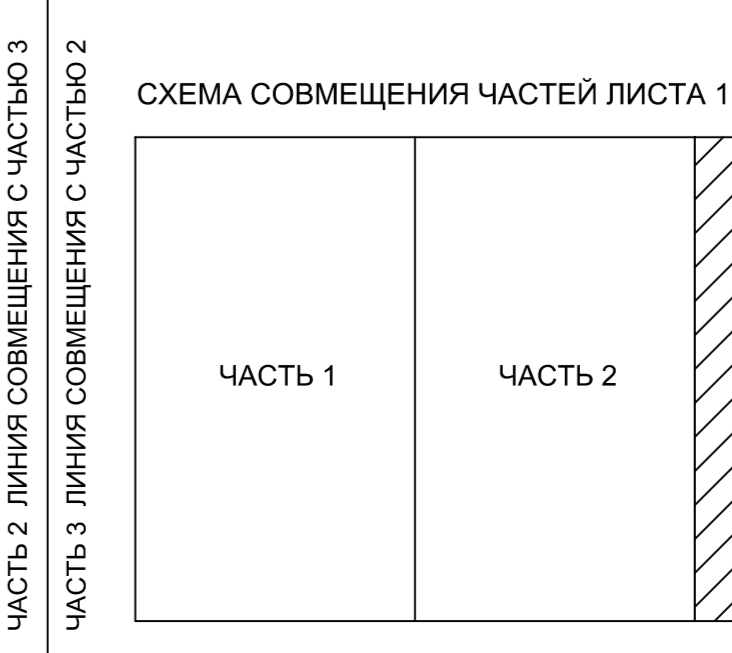 ЧАСТЬ 2 ЛИНИЯ СОВМЕЩЕНИЯ С ЧАСТЬЮ 3
ЧАСТЬ 3 ЛИНИЯ СОВМЕЩЕНИЯ С ЧАСТЬЮ 2
СХЕМА СОВМЕЩЕНИЯ ЧАСТЕЙ ЛИСТА 1
ЧАСТЬ 1
ЧАСТЬ 2